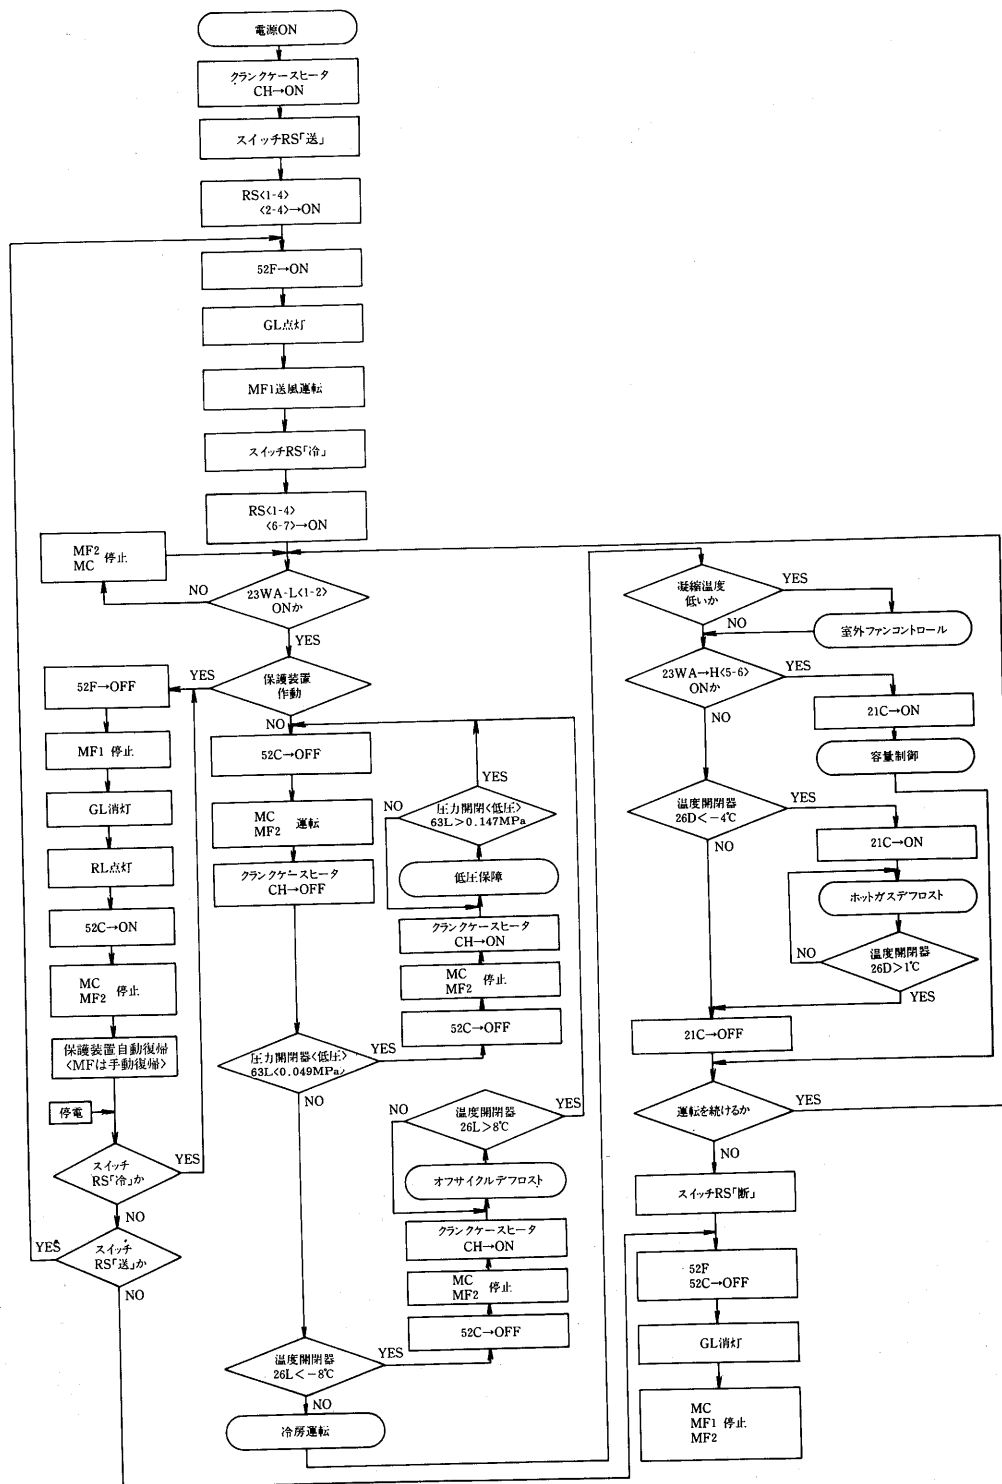 電源ON
クランクケースヒータ
CH→ON
スイッチRS「送」
RS<1-4>
<2-4>→ON
52F→ON
GL点灯
MF1送風運転
スイッチRS「冷」
RS<1-4>
<6-7>→ON
MF2
MC 停止
NO
23WA-L<1-2>
ONか
YES
保護装置
作動
YES
NO
52F→OFF
MF1 停止
GL消灯
RL点灯
52C→ON
MC
MF2 停止
保護装置自動復帰
<MFは手動復帰>
停電
スイッチ
RS「冷」か
YES
NO
スイッチ
RS「送」か
YES
NO
52C→OFF
MC
MF2 運転
クランクケースヒータ
CH→OFF
圧力開閉器<低圧>
63L<0.049MPa
YES
NO
52C→OFF
MC
MF2 停止
クランクケースヒータ
CH→ON
低圧保障
圧力開閉<低圧>
63L>0.147MPa
NO
YES
温度開閉器
26L<-8℃
YES
NO
52C→OFF
MC
MF2 停止
クランクケースヒータ
CH→ON
オフサイクルデフロスト
温度開閉器
26L>8℃
NO
YES
冷房運転
凝縮温度
低いか
YES
NO
室外ファンコントロール
23WA→H<5-6>
ONか
YES
NO
21C→ON
容量制御
温度開閉器
26D<-4℃
YES
NO
21C→ON
ホットガスデフロスト
温度開閉器
26D>1℃
NO
YES
21C→OFF
運転を続けるか
YES
NO
スイッチRS「断」
52F
52C→OFF
GL消灯
MC
MF1 停止
MF2